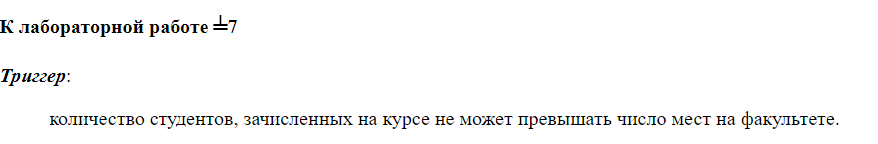 К лабораторной работе ╧7
Триггер:
количество студентов, зачисленных на курсе не может превышать число мест на факультете.